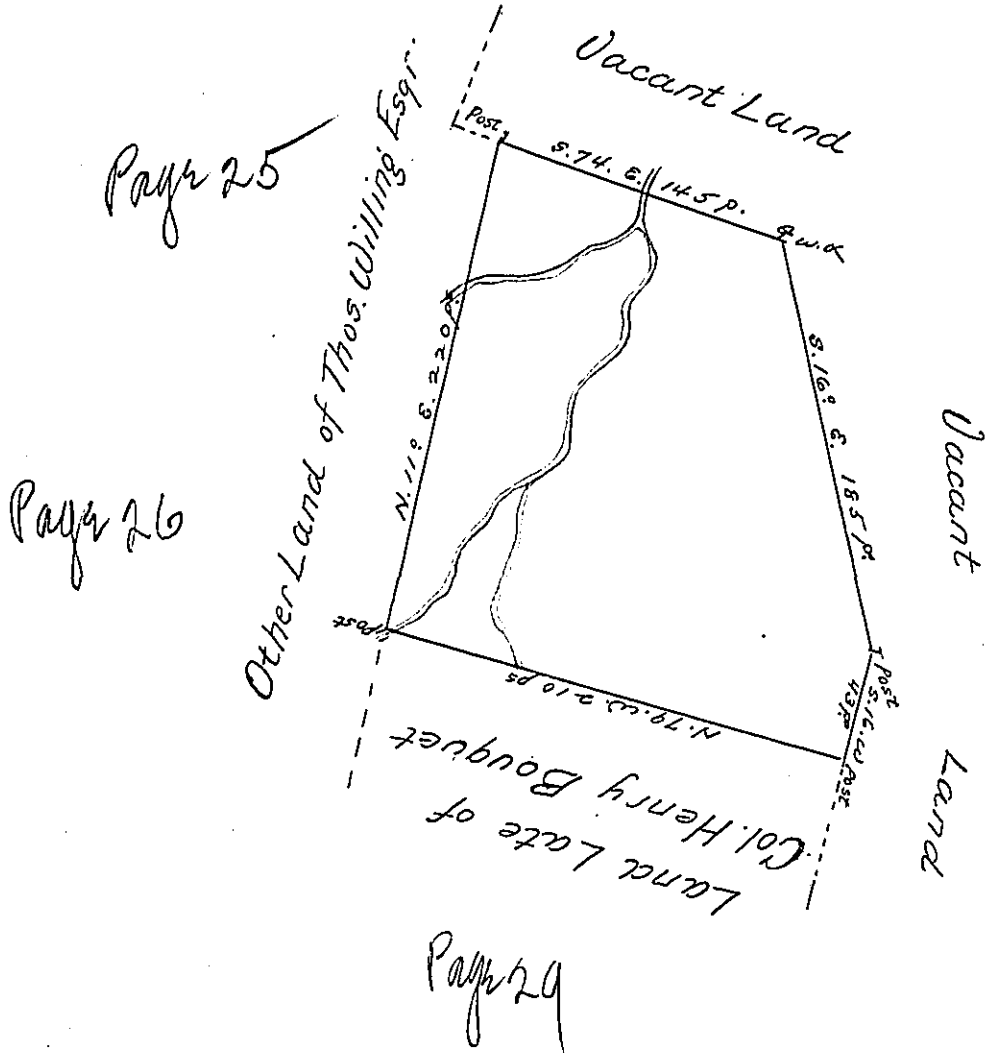 Vacant Land
Post
S. 74. E. 145 p.
Page 25
Other Land of Thos. Willing Esqr.
N. 11° E. 220 p.
S. 16° E. 185 p.
Page 26
Vacant
Land
Post
Post
S. 16. W
43 p.
Post
N. 79. W. 210 ps
Land Late of
Col. Henry Bouquet
Page 29